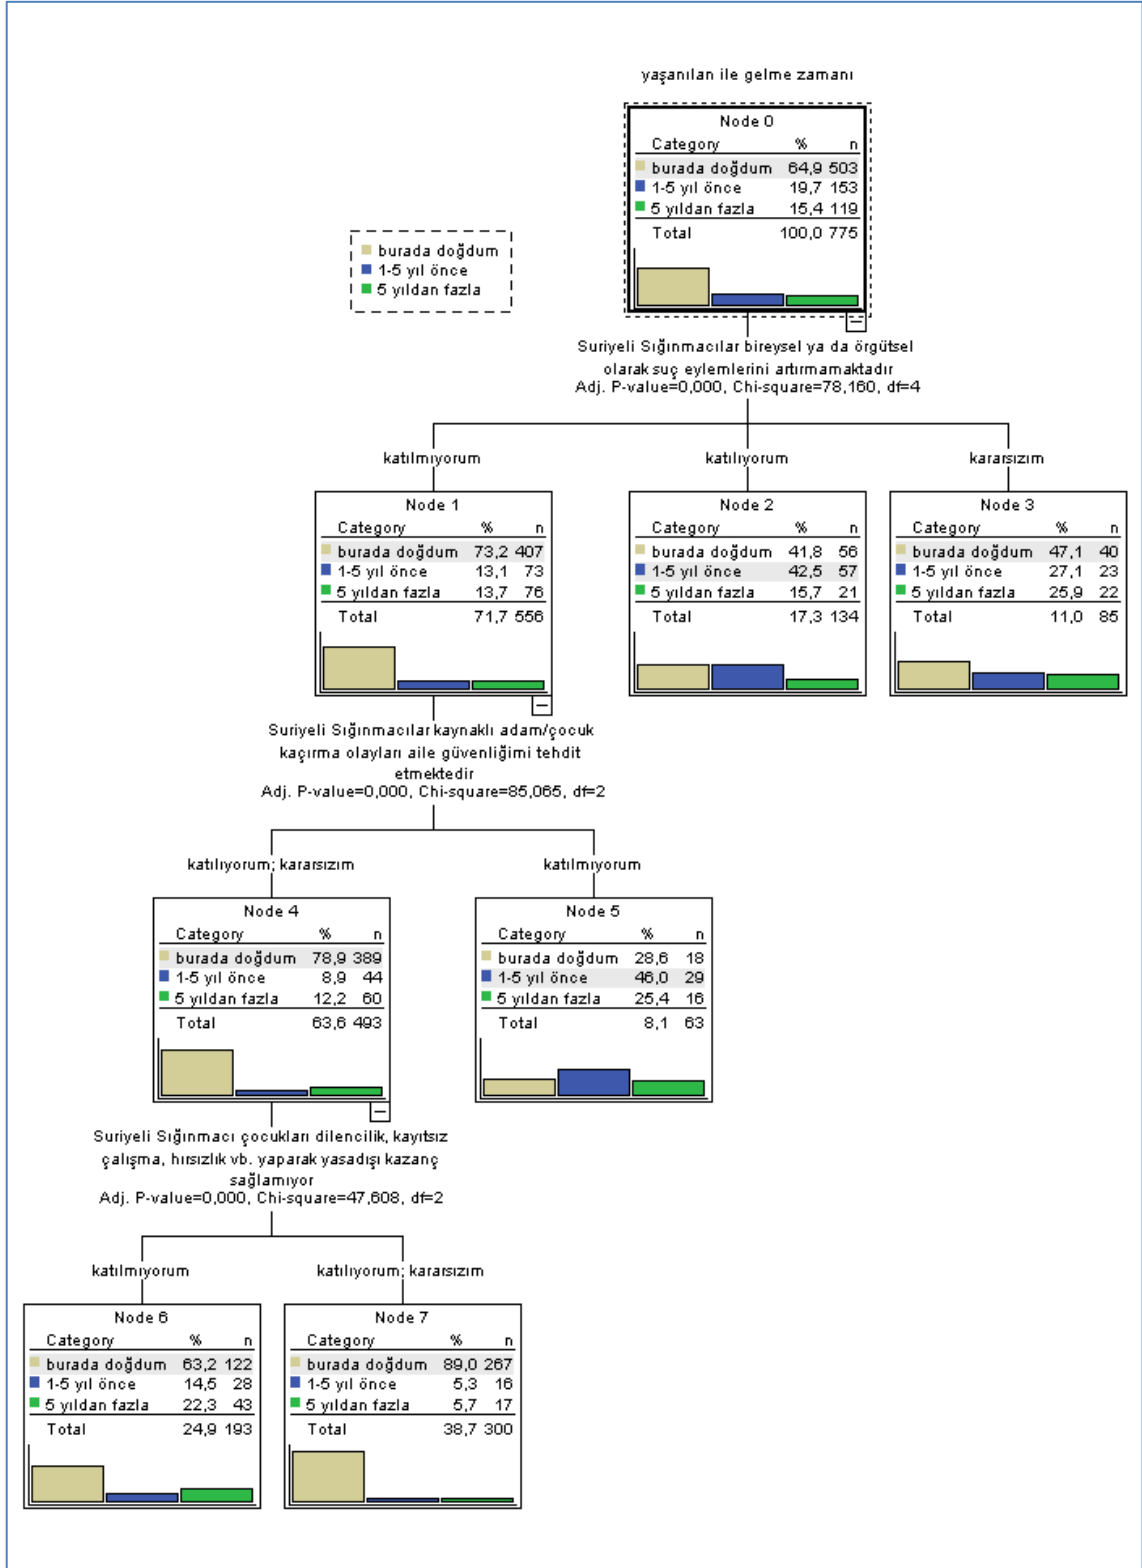 yaşanılan ile gelme zamanı
Node 0
Category % n
burada doğdum 64,9 503
1-5 yıl önce 19,7 153
5 yıldan fazla 15,4 119
Total 100,0 775
burada doğdum
1-5 yıl önce
5 yıldan fazla
Suriyeli Sığınmacılar bireysel ya da örgütsel
olarak suç eylemlerini artırmamaktadır
Adj. P-value=0,000, Chi-square=78,160, df=4
katılmıyorum
katılıyorum
kararsızım
Node 1
Category % n
burada doğdum 73,2 407
1-5 yıl önce 13,1 73
5 yıldan fazla 13,7 76
Total 71,7 556
Node 2
Category % n
burada doğdum 41,8 56
1-5 yıl önce 42,5 57
5 yıldan fazla 15,7 21
Total 17,3 134
Node 3
Category % n
burada doğdum 47,1 40
1-5 yıl önce 27,1 23
5 yıldan fazla 25,9 22
Total 11,0 85
Suriyeli Sığınmacılar kaynaklı adam/çocuk
kaçırma olayları aile güvenliğimi tehdit
etmektedir
Adj. P-value=0,000, Chi-square=85,065, df=2
katılıyorum; kararsızım
katılmıyorum
Node 4
Category % n
burada doğdum 78,9 389
1-5 yıl önce 8,9 44
5 yıldan fazla 12,2 60
Total 63,6 493
Node 5
Category % n
burada doğdum 28,6 18
1-5 yıl önce 46,0 29
5 yıldan fazla 25,4 16
Total 8,1 63
Suriyeli Sığınmacı çocukları dilencilik, kayıtsız
çalışma, hırsızlık vb. yaparak yasadışı kazanç
sağlamıyor
Adj. P-value=0,000, Chi-square=47,608, df=2
katılmıyorum
katılıyorum; kararsızım
Node 6
Category % n
burada doğdum 63,2 122
1-5 yıl önce 14,5 28
5 yıldan fazla 22,3 43
Total 24,9 193
Node 7
Category % n
burada doğdum 89,0 267
1-5 yıl önce 5,3 16
5 yıldan fazla 5,7 17
Total 38,7 300